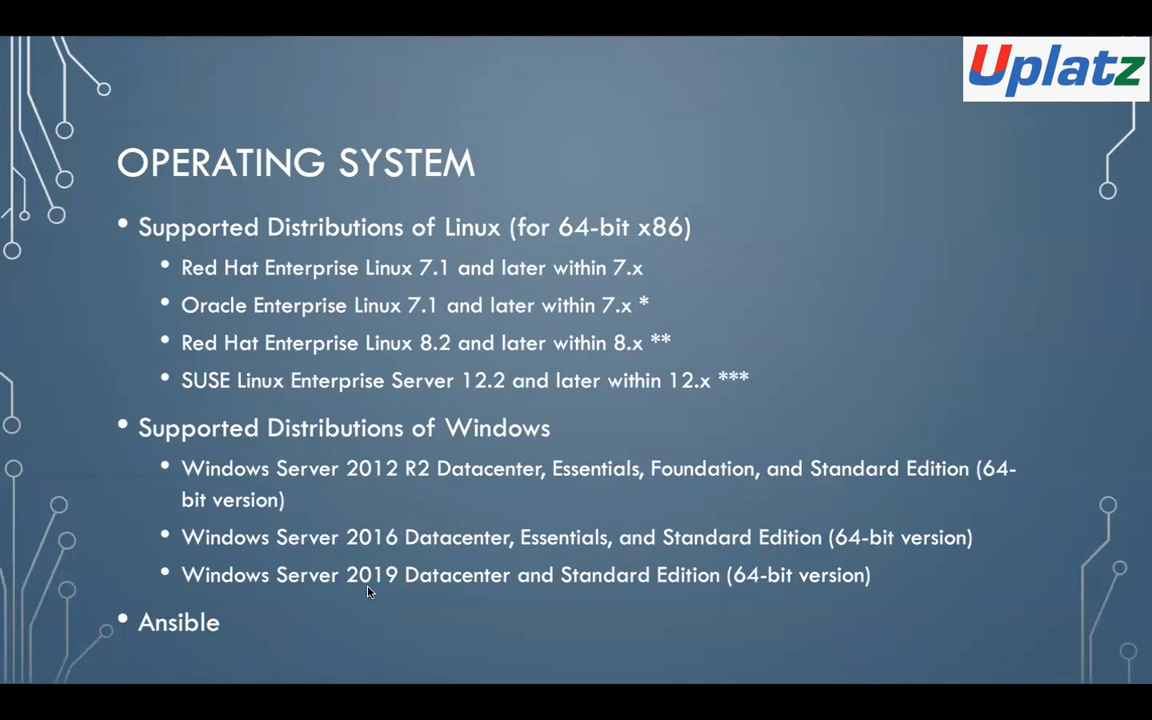 Uplatz
OPERATING SYSTEM
• Supported Distributions of Linux (for 64-bit x86)
• Red Hat Enterprise Linux 7.1 and later within 7.x
• Oracle Enterprise Linux 7.1 and later within 7.x *
• Red Hat Enterprise Linux 8.2 and later within 8.x **
• SUSE Linux Enterprise Server 12.2 and later within 12.x ***
• Supported Distributions of Windows
• Windows Server 2012 R2 Datacenter, Essentials, Foundation, and Standard Edition (64-
bit version)
• Windows Server 2016 Datacenter, Essentials, and Standard Edition (64-bit version)
• Windows Server 2019 Datacenter and Standard Edition (64-bit version)
• Ansible